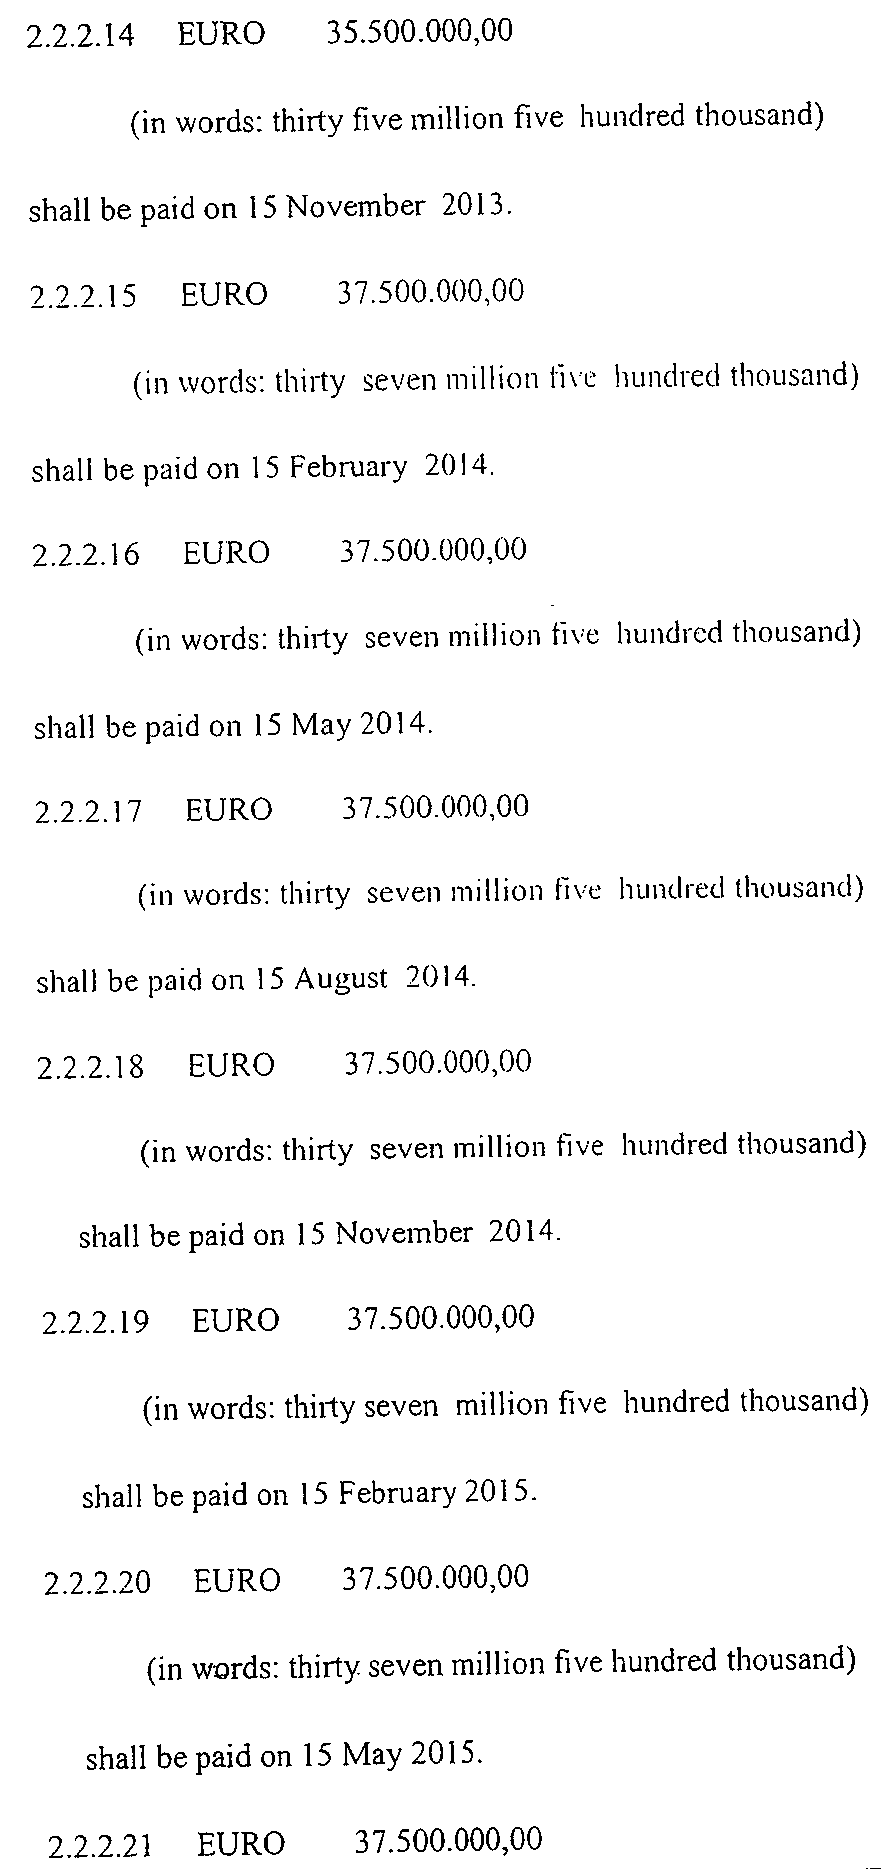 2.2.2.14 EURO 35.500.000,00
(in words: thirty five million five hundred thousand)
shall be paid on 15 November 2013.
2.2.2.15 EURO 37.500.000,00
(in words: thirty seven million five hundred thousand)
shall be paid on 15 February 2014.
2.2.2.16 EURO 37.500.000,00
(in words: thirty seven million five hundred thousand)
shall be paid on 15 May 2014.
2.2.2.17 EURO 37.500.000,00
(in words: thirty seven million five hundred thousand)
shall be paid on 15 August 2014.
2.2.2.18 EURO 37.500.000,00
(in words: thirty seven million five hundred thousand)
shall be paid on 15 November 2014.
2.2.2.19 EURO 37.500.000,00
(in words: thirty seven million five hundred thousand)
shall be paid on 15 February 2015.
2.2.2.20 EURO 37.500.000,00
(in words: thirty seven million five hundred thousand)
shall be paid on 15 May 2015.
2.2.2.21 EURO 37.500.000,00